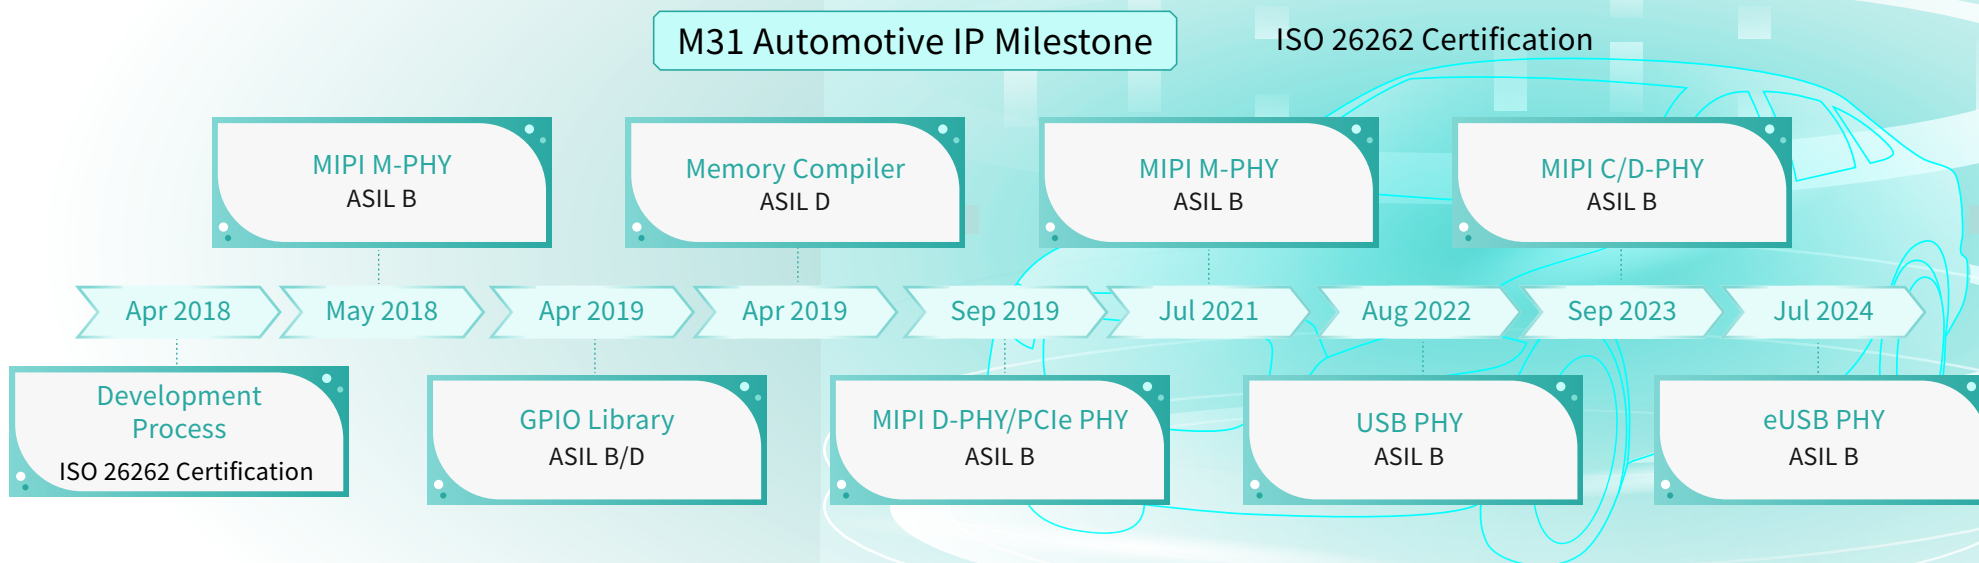 M31 Automotive IP Milestone
ISO 26262 Certification
MIPI M-PHY
ASIL B
Memory Compiler
ASIL D
MIPI M-PHY
ASIL B
MIPI C/D-PHY
ASIL B
Apr 2018
May 2018
Apr 2019
Apr 2019
Sep 2019
Jul 2021
Aug 2022
Sep 2023
Jul 2024
Development
Process
ISO 26262 Certification
GPIO Library
ASIL B/D
MIPI D-PHY/PCIe PHY
ASIL B
USB PHY
ASIL B
eUSB PHY
ASIL B